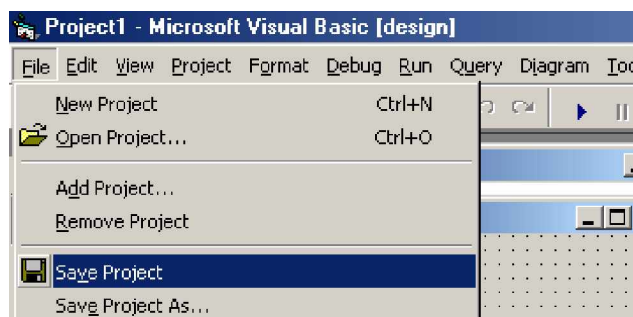 Project1 - Microsoft Visual Basic [design]
File Edit View Project Format Debug Run Query Diagram
New Project Ctrl+N
Open Project... Ctrl+O
Add Project...
Remove Project
Save Project
Save Project As...